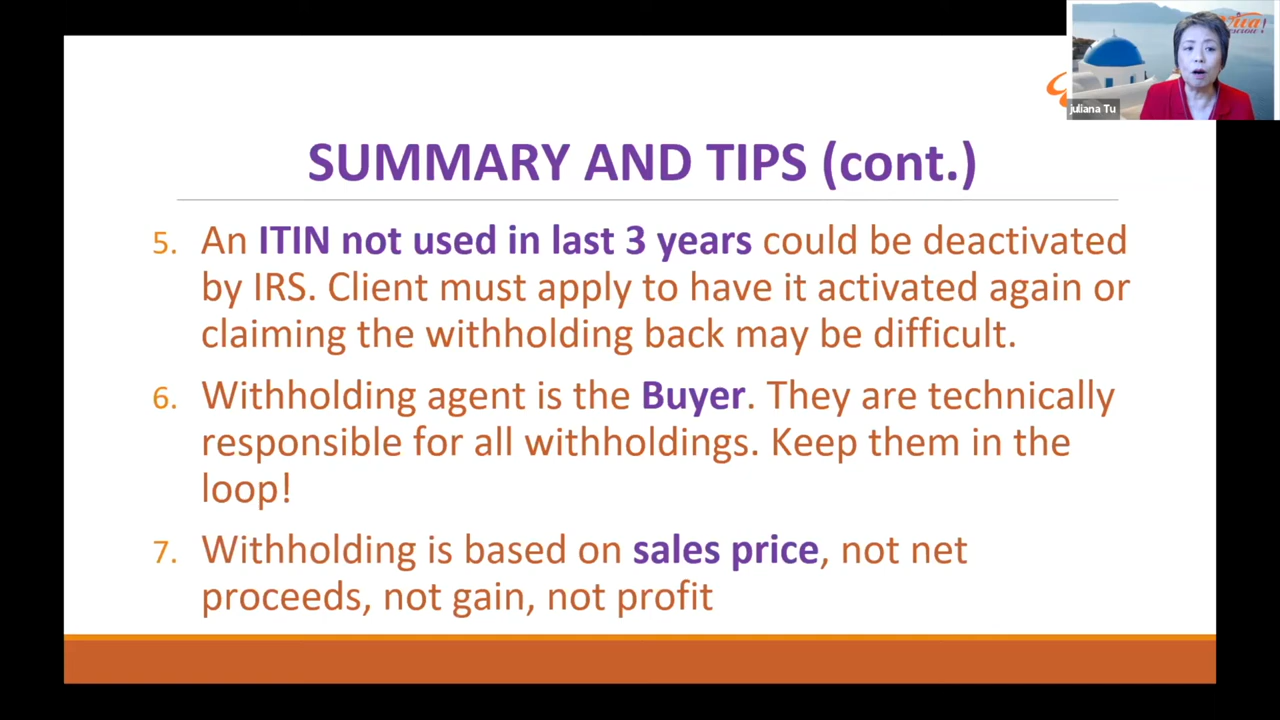 Viva
escrow!
juliana Tu
SUMMARY AND TIPS (cont.)
5. An ITIN not used in last 3 years could be deactivated
by IRS. Client must apply to have it activated again or
claiming the withholding back may be difficult.
6. Withholding agent is the Buyer. They are technically
responsible for all withholdings. Keep them in the
loop!
7. Withholding is based on sales price, not net
proceeds, not gain, not profit